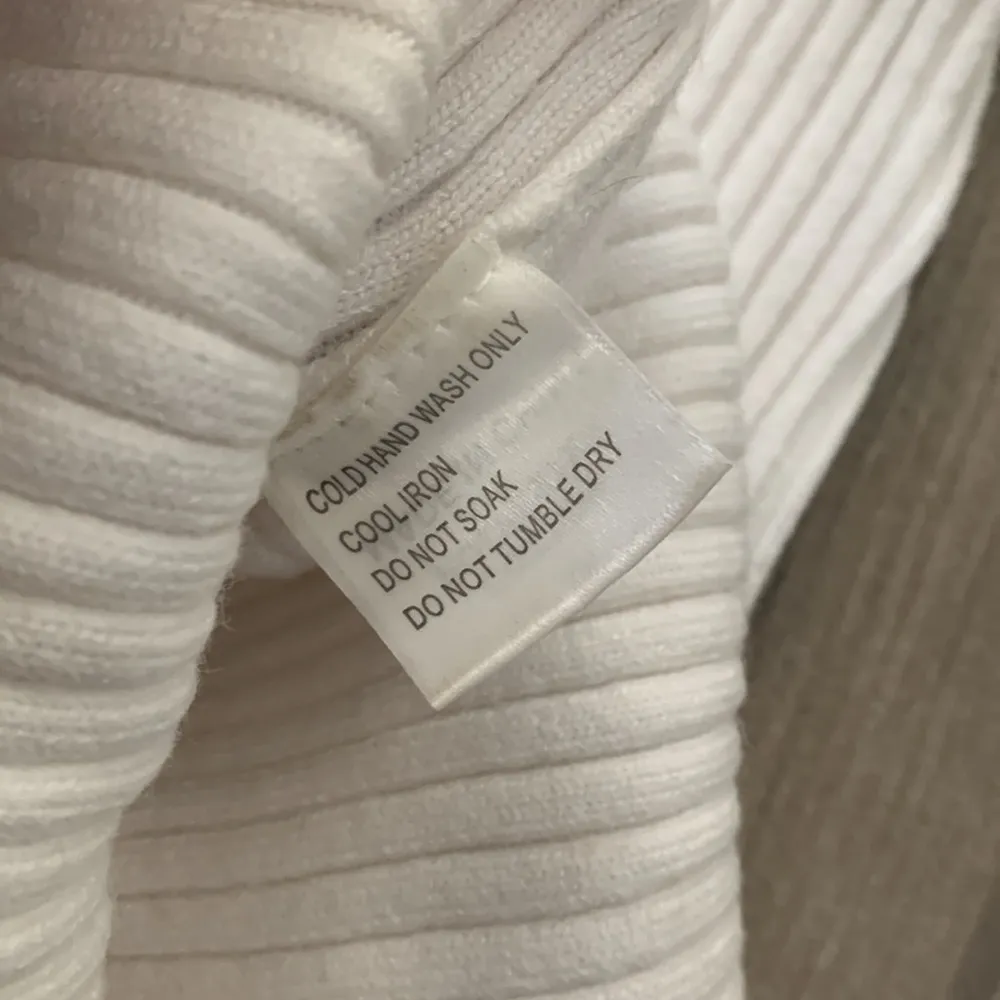 COLD HAND WASH ONLY
COOL IRON
DO NOT SOAK
DO NOT TUMBLE DRY